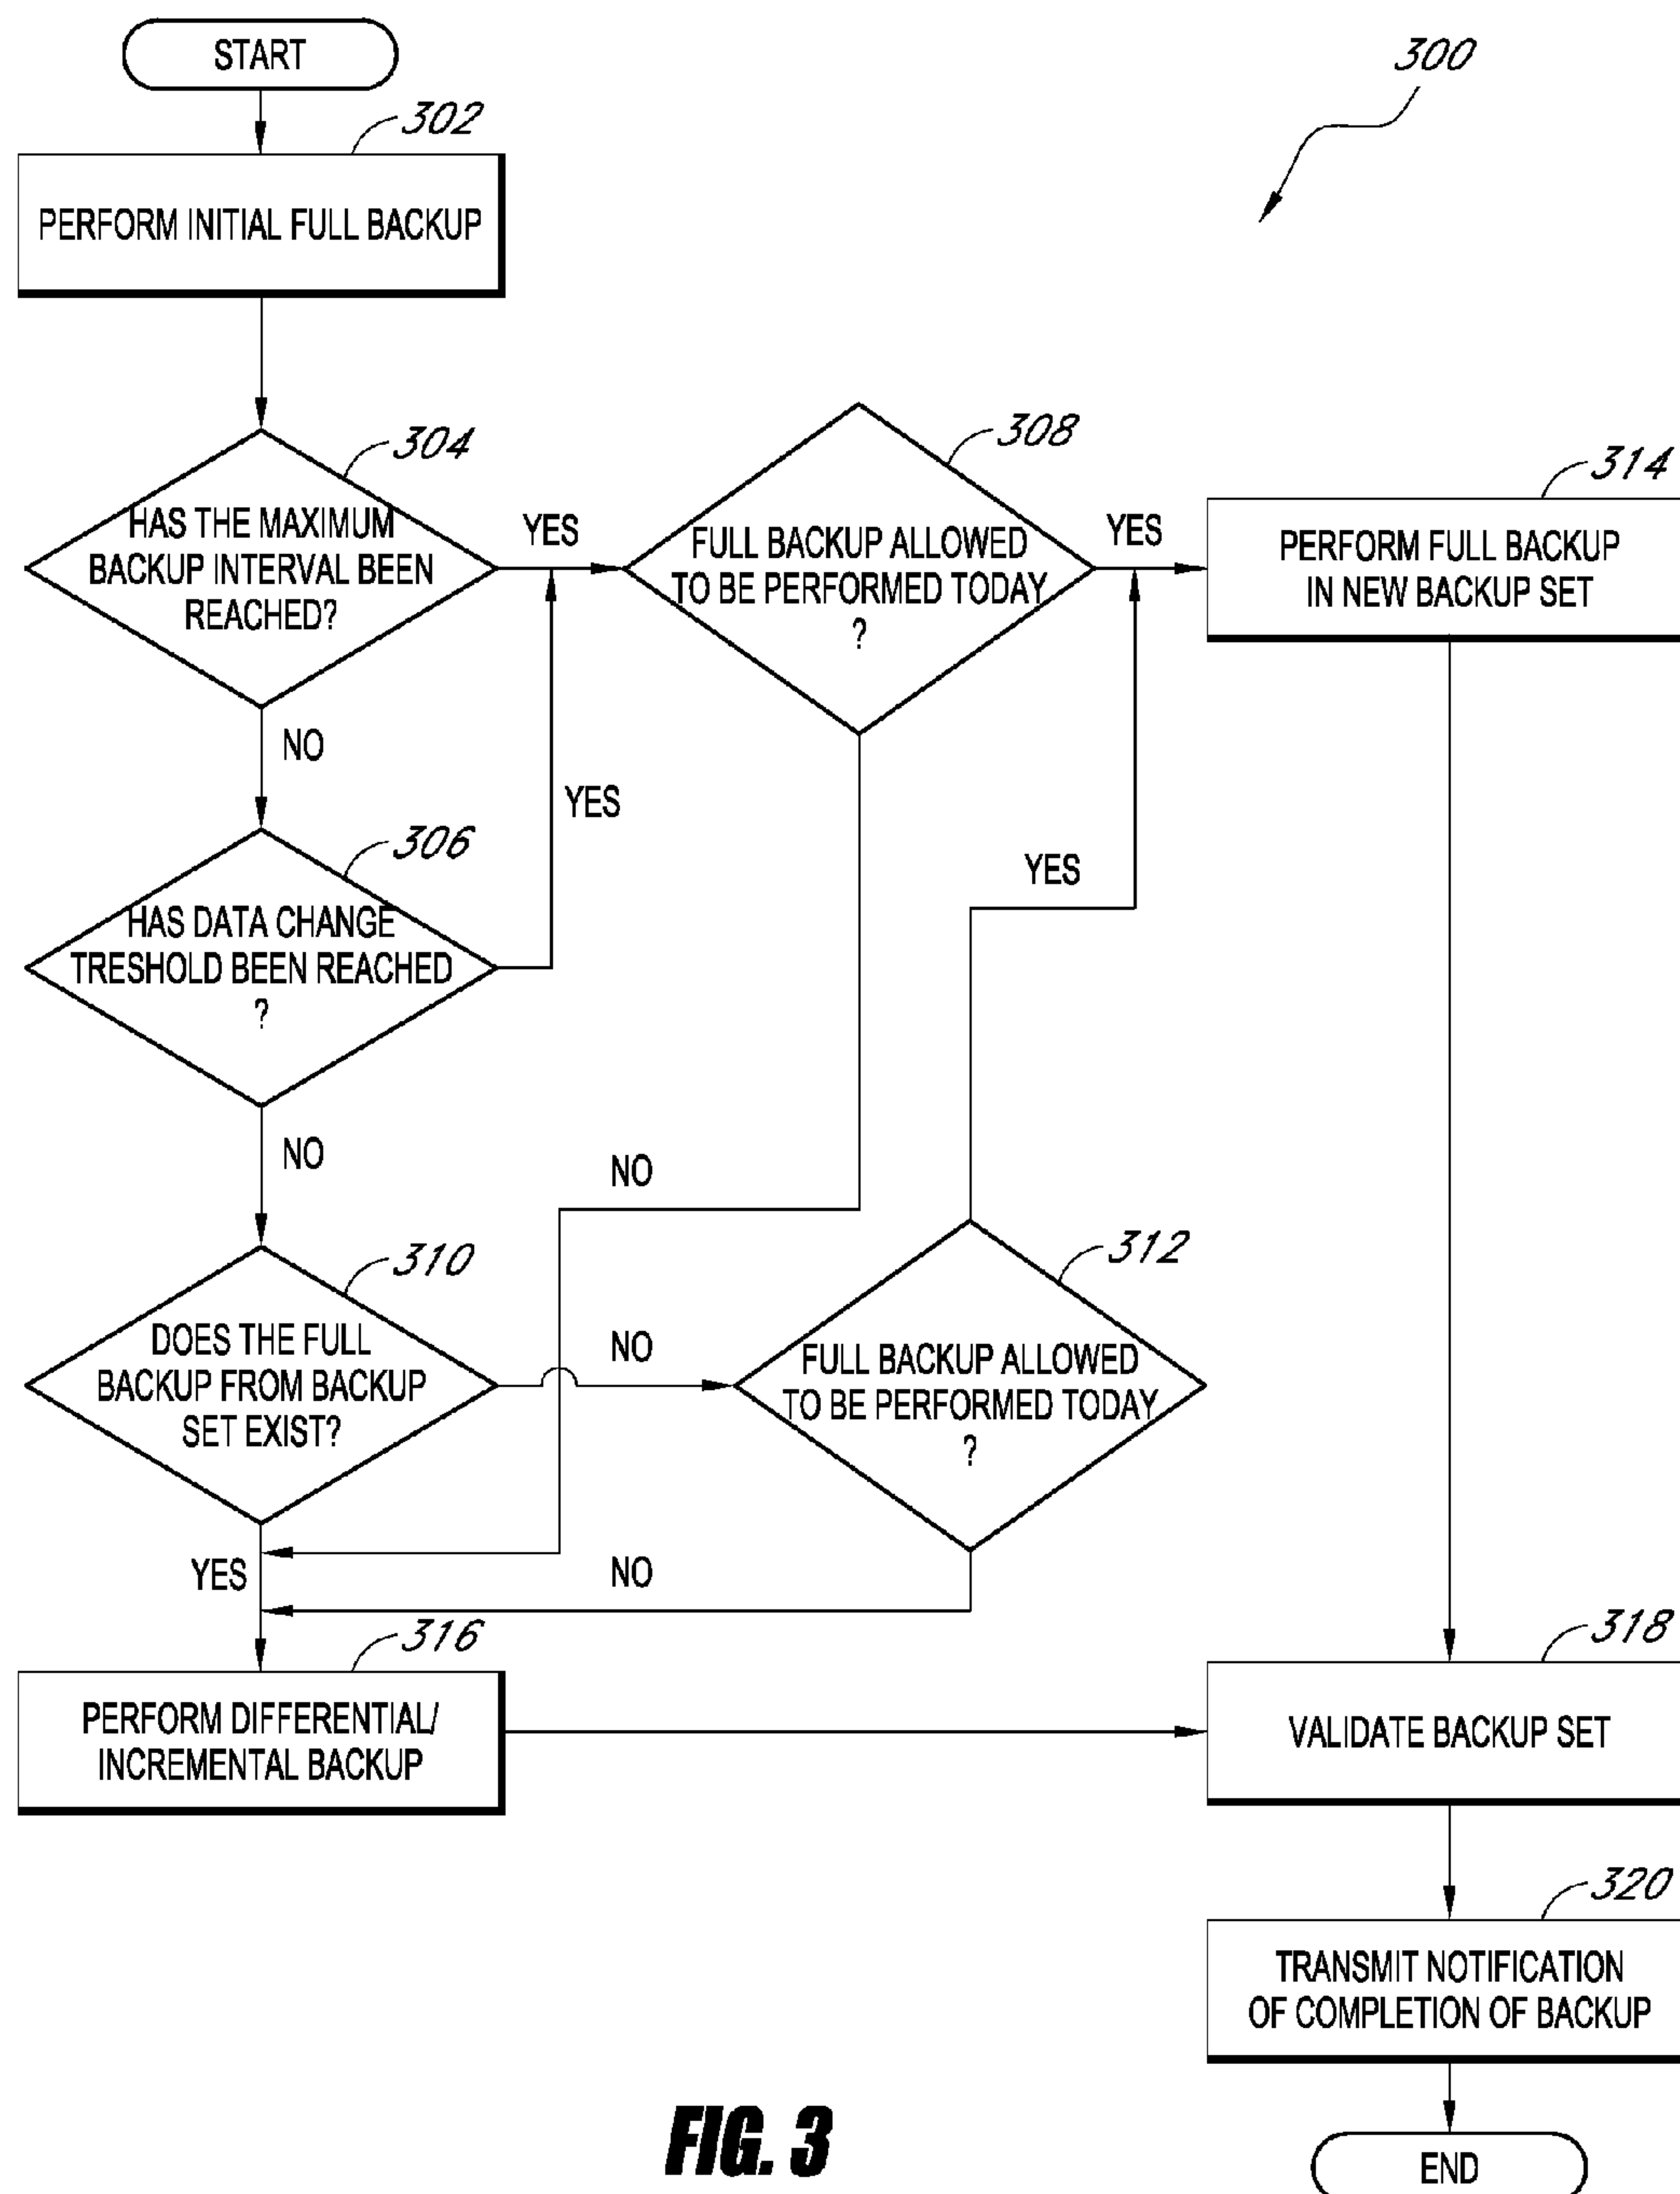 START
300
302
PERFORM INITIAL FULL BACKUP
304
HAS THE MAXIMUM
BACKUP INTERVAL BEEN
REACHED?
YES
308
FULL BACKUP ALLOWED
TO BE PERFORMED TODAY
?
YES
314
PERFORM FULL BACKUP
IN NEW BACKUP SET
NO
YES
306
HAS DATA CHANGE
TRESHOLD BEEN REACHED
?
YES
NO
NO
310
DOES THE FULL
BACKUP FROM BACKUP
SET EXIST?
NO
312
FULL BACKUP ALLOWED
TO BE PERFORMED TODAY
?
YES
NO
316
PERFORM DIFFERENTIAL/
INCREMENTAL BACKUP
318
VALIDATE BACKUP SET
320
TRANSMIT NOTIFICATION
OF COMPLETION OF BACKUP
END
FIG. 3